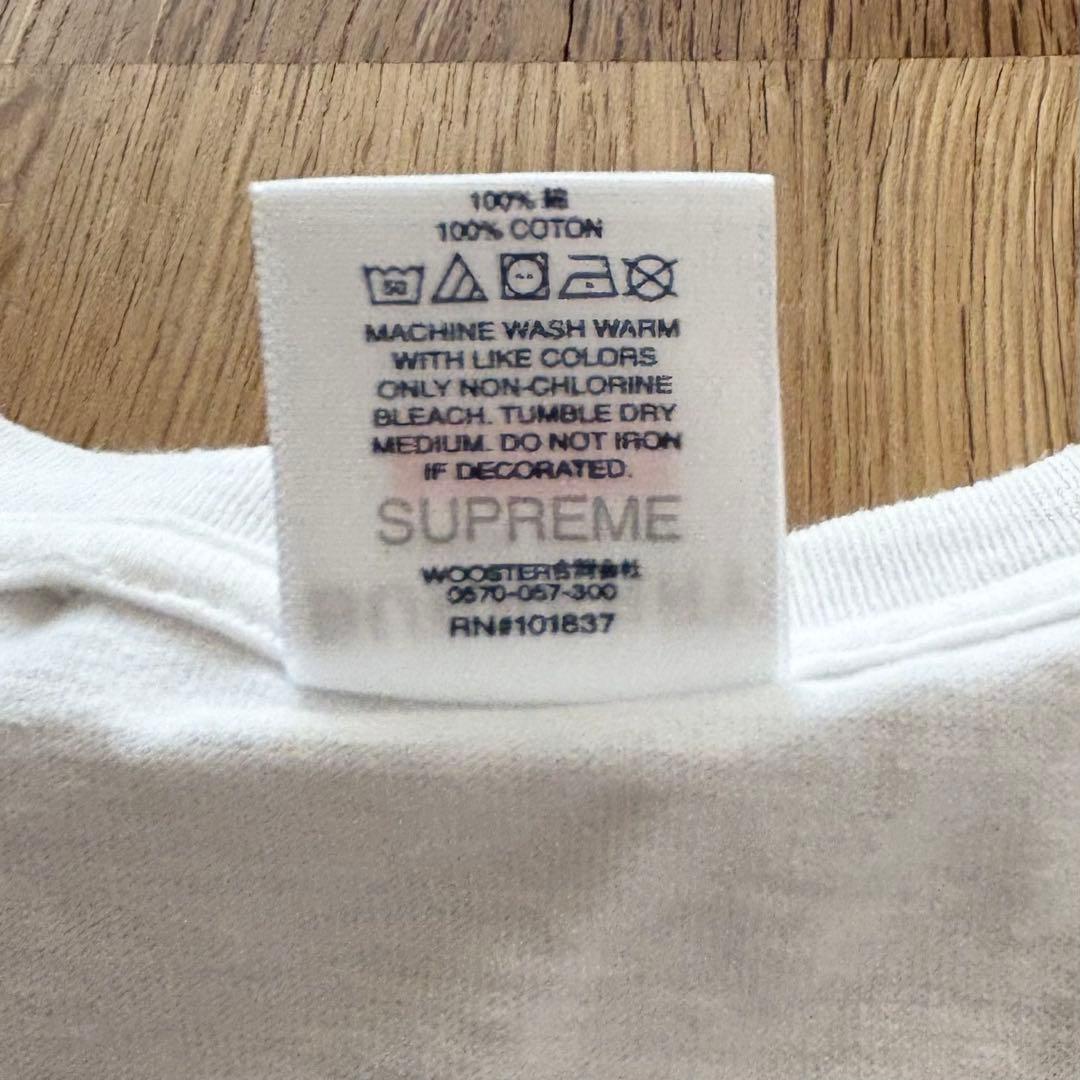 100% 綿
100% COTON
50
MACHINE WASH WARM
WITH LIKE COLORS
ONLY NON-CHLORINE
BLEACH. TUMBLE DRY
MEDIUM. DO NOT IRON
IF DECORATED.
SUPREME
WOOSTER合同会社
0570-057-300
RN#101837